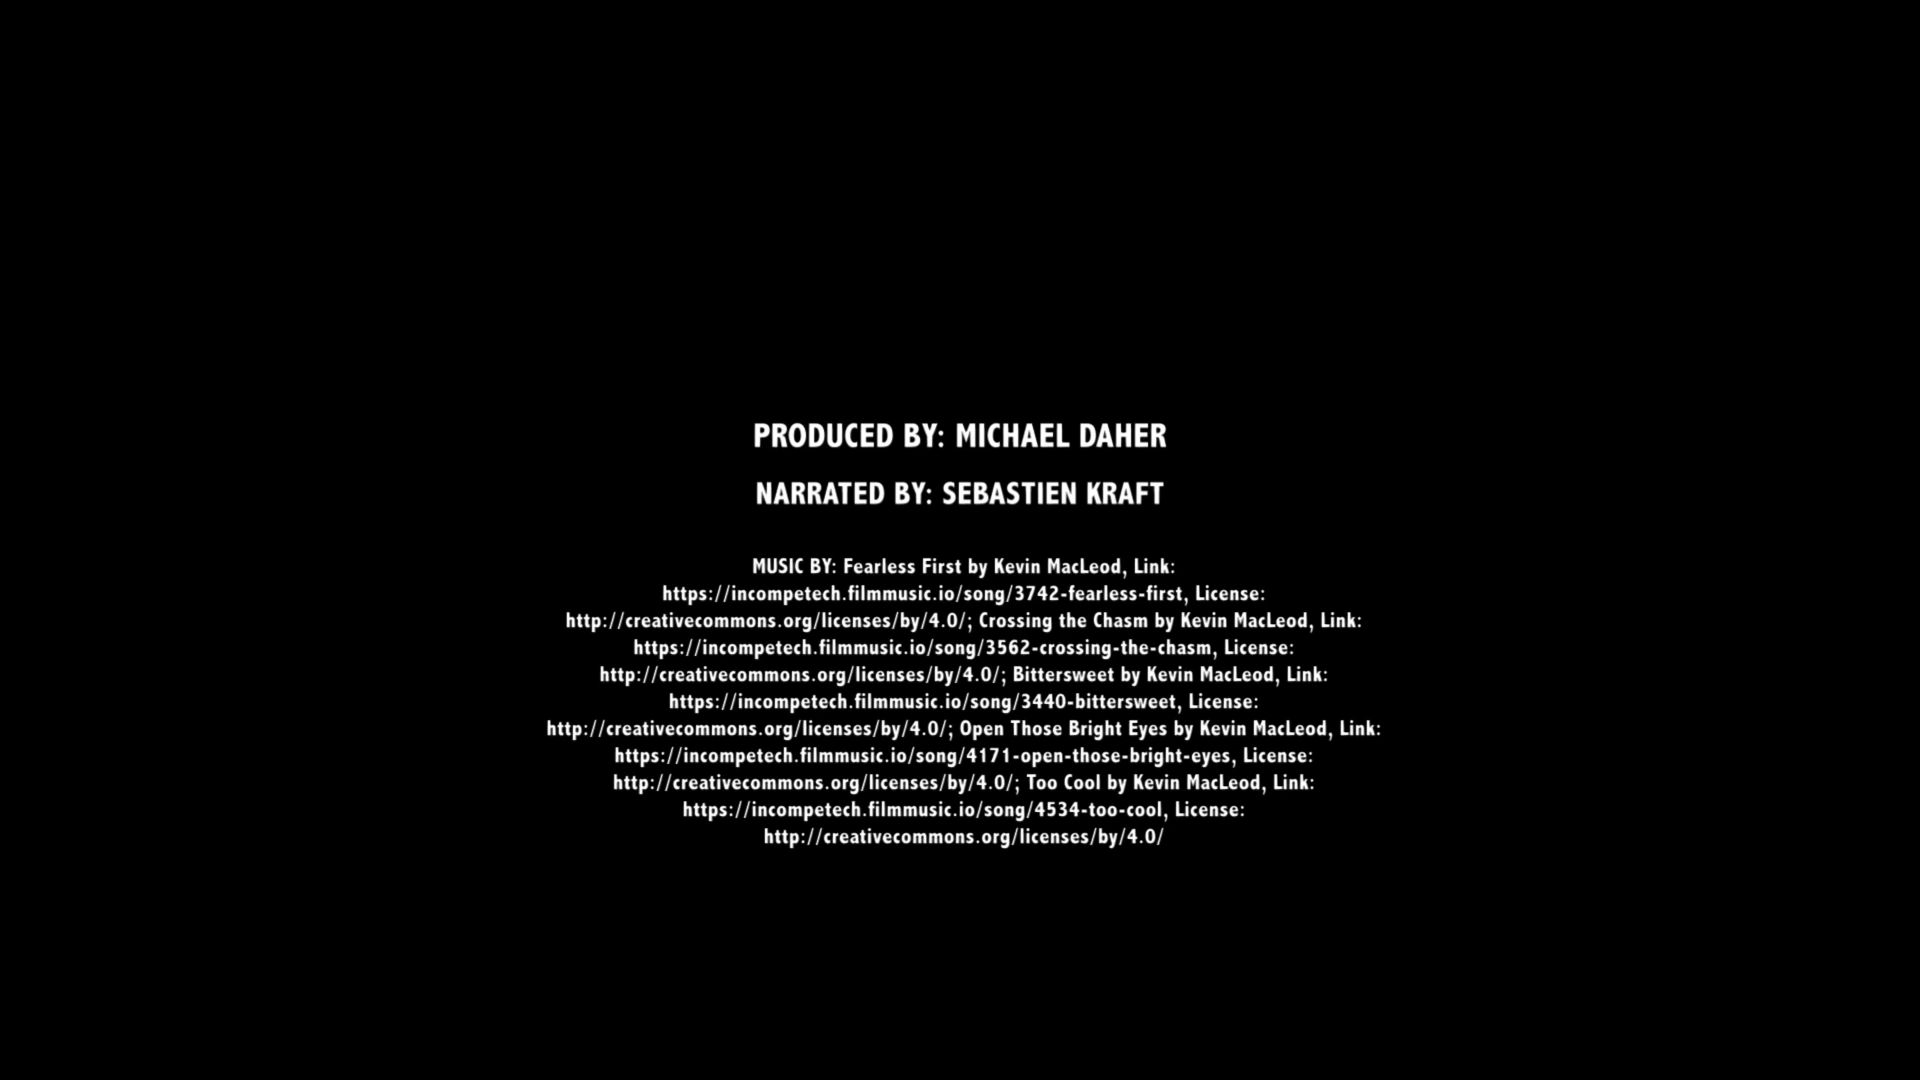 PRODUCED BY: MICHAEL DAHER
NARRATED BY: SEBASTIEN KRAFT
MUSIC BY: Fearless First by Kevin MacLeod, Link:
https://incompetech.filmmusic.io/song/3742-fearless-first, License:
http://creativecommons.org/licenses/by/4.0/; Crossing the Chasm by Kevin MacLeod, Link:
https://incompetech.filmmusic.io/song/3562-crossing-the-chasm, License:
http://creativecommons.org/licenses/by/4.0/; Bittersweet by Kevin MacLeod, Link:
https://incompetech.filmmusic.io/song/3440-bittersweet, License:
http://creativecommons.org/licenses/by/4.0/; Open Those Bright Eyes by Kevin MacLeod, Link:
https://incompetech.filmmusic.io/song/4171-open-those-bright-eyes, License:
http://creativecommons.org/licenses/by/4.0/; Too Cool by Kevin MacLeod, Link:
https://incompetech.filmmusic.io/song/4534-too-cool, License:
http://creativecommons.org/licenses/by/4.0/